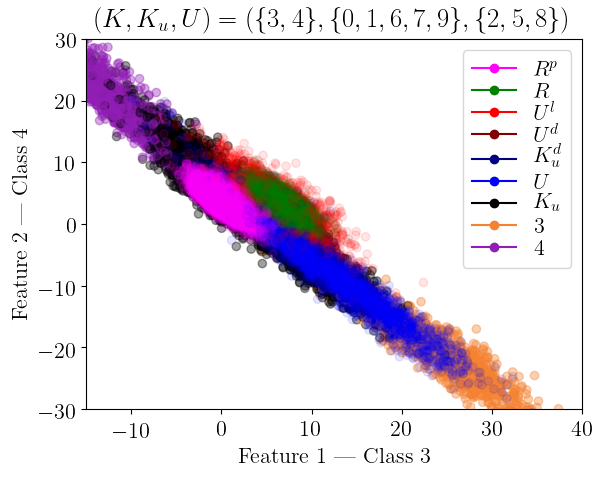 (K, K_u, U) = ({3, 4}, {0, 1, 6, 7, 9}, {2, 5, 8})
30
20
10
0
−10
−20
−30
Feature 2 — Class 4
R^p
R
U^l
U^d
K_u^d
U
K_u
3
4
−10
0
10
20
30
40
Feature 1 — Class 3